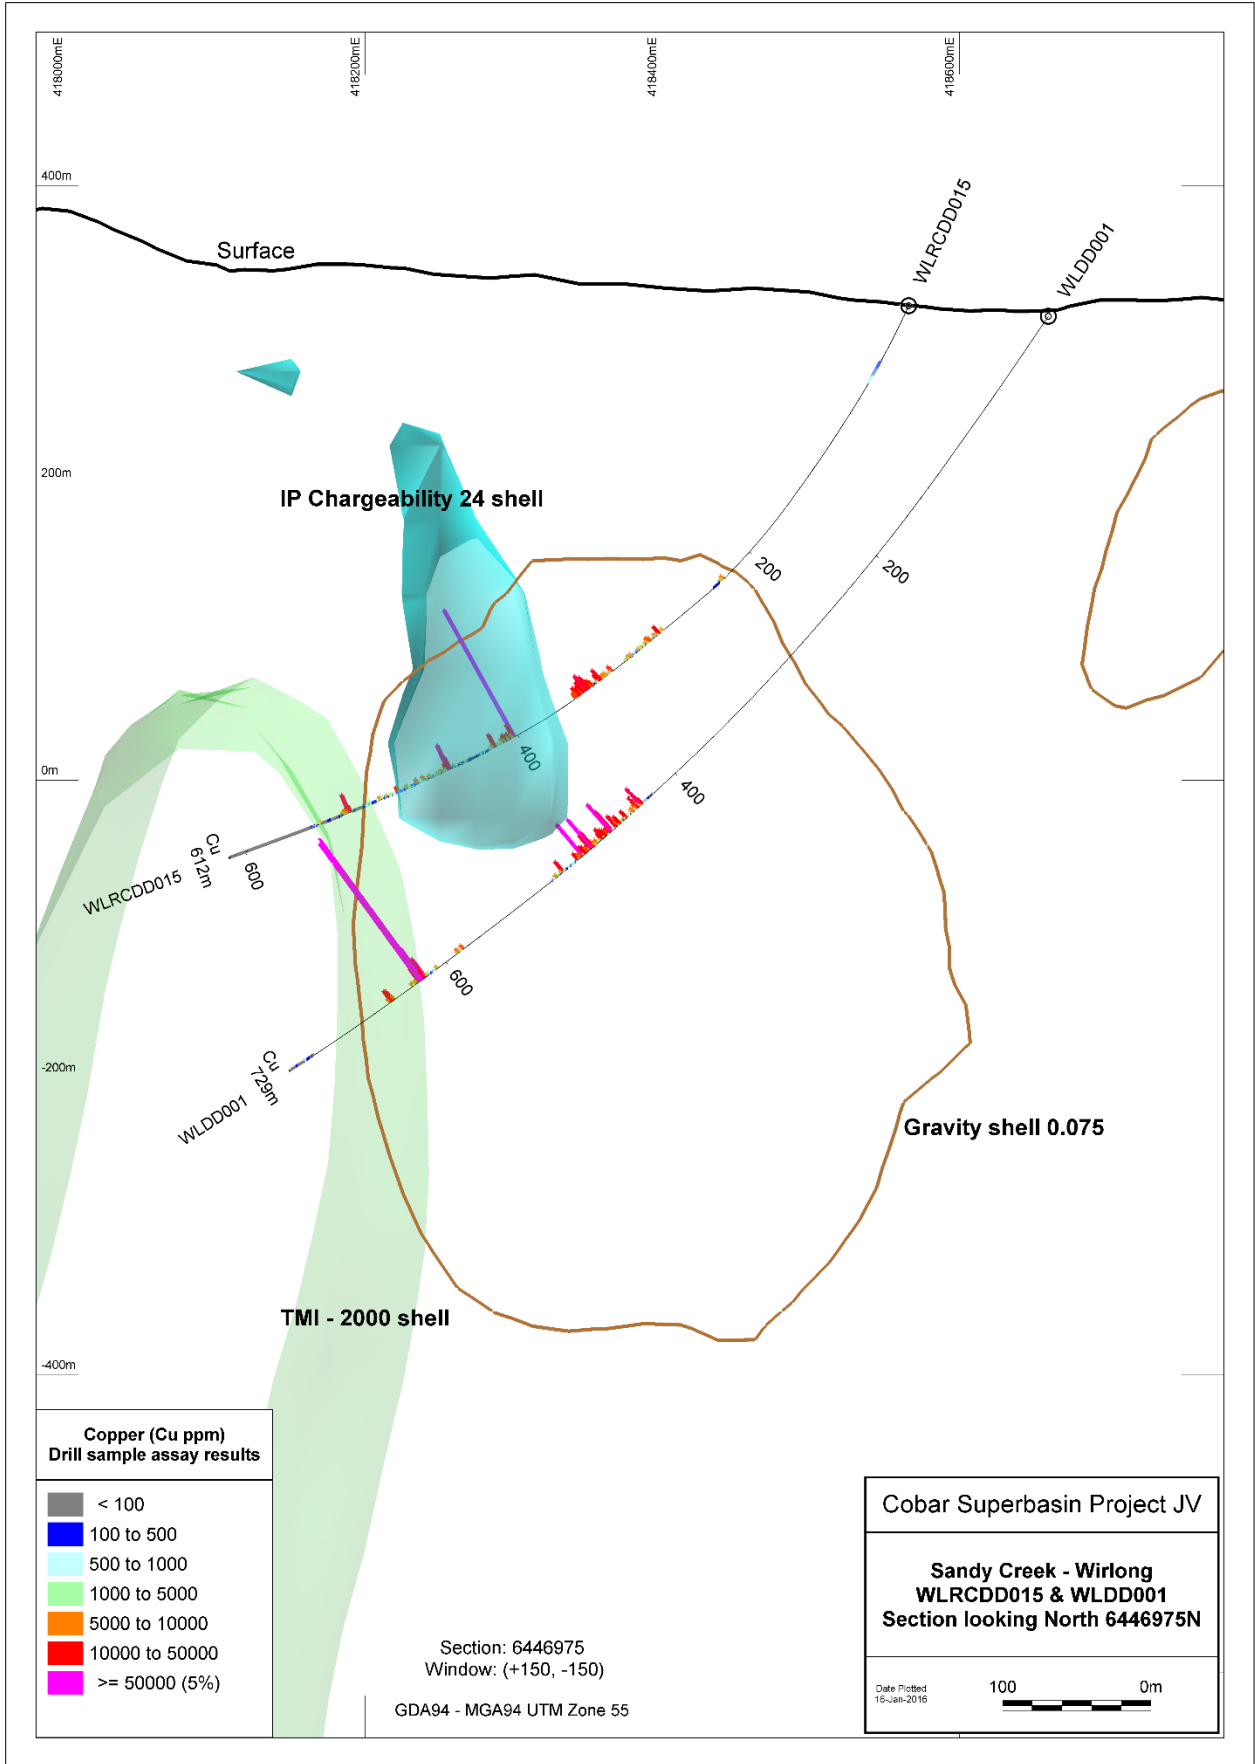 418000mE
418200mE
418400mE
418600mE
400m
Surface
WLRCDD015
WLDD001
200m
IP Chargeability 24 shell
200
200
0m
400
400
Cu
612m
600
WLRCDD015
600
-200m
Cu
729m
WLDD001
Gravity shell 0.075
TMI - 2000 shell
-400m
Copper (Cu ppm)
Drill sample assay results
< 100
100 to 500
500 to 1000
1000 to 5000
5000 to 10000
10000 to 50000
>= 50000 (5%)
Section: 6446975
Window: (+150, -150)
GDA94 - MGA94 UTM Zone 55
Cobar Superbasin Project JV
Sandy Creek - Wirlong
WLRCDD015 & WLDD001
Section looking North 6446975N
Date Plotted
16-Jan-2016
100 0m